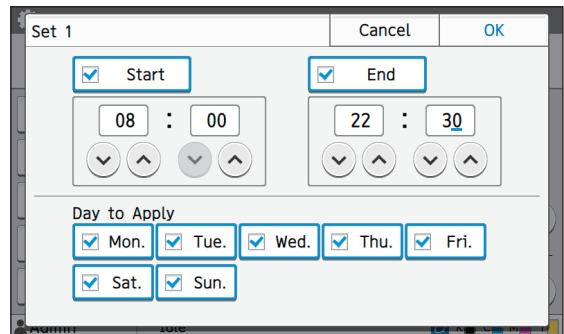 Set 1 Cancel OK
Start End
08 : 00 22 : 30
Day to Apply
Mon. Tue. Wed. Thu. Fri.
Sat. Sun.
Admin Idle